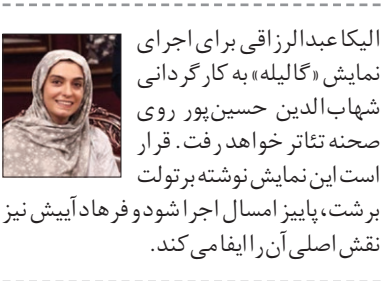 الیکا عبدالرزاقی برای اجرای
نمایش «گالیله» به کارگردانی
شهاب‌الدین حسین‌پور روی
صحنه تئاتر خواهد رفت. قرار
است این نمایش نوشته برتولت
برشت، پاییز امسال اجرا شود و فرهاد آییش نیز
نقش اصلی آن را ایفا می‌کند.